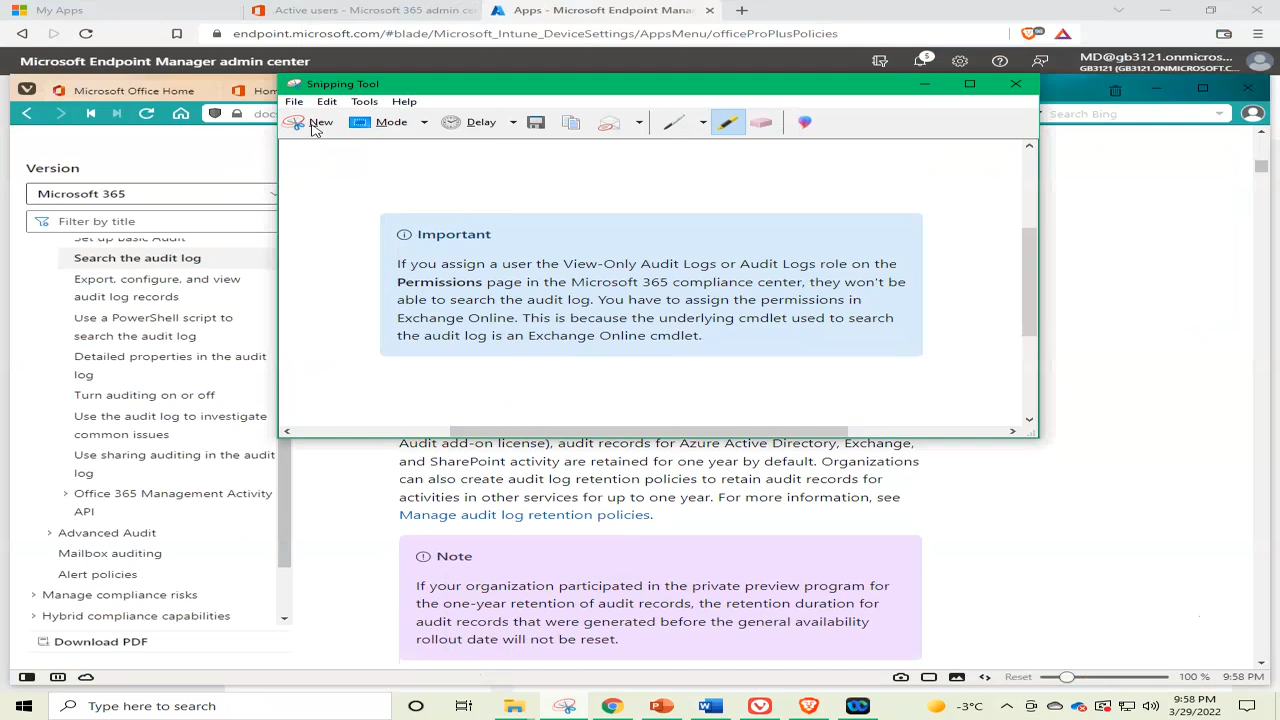 My Apps
Active users - Microsoft 365 admin cen
Apps - Microsoft Endpoint Mana
endpoint.microsoft.com/#blade/Microsoft_Intune_DeviceSettings/AppsMenu/officeProPlusPolicies
Microsoft Endpoint Manager admin center
5
MD@gb3121.onmicros...
GB3121 (GB3121.ONMICROSOFT.C...
Microsoft Office Home
Hom
Snipping Tool
File Edit Tools Help
New Mode Delay
docs
Search Bing
Version
Microsoft 365
Filter by title
Set up Basic Audit
Search the audit log
Export, configure, and view
audit log records
Use a PowerShell script to
search the audit log
Detailed properties in the audit
log
Turn auditing on or off
Use the audit log to investigate
common issues
Use sharing auditing in the audit
log
Office 365 Management Activity
API
Advanced Audit
Mailbox auditing
Alert policies
Manage compliance risks
Hybrid compliance capabilities
Download PDF
Important
If you assign a user the View-Only Audit Logs or Audit Logs role on the
Permissions page in the Microsoft 365 compliance center, they won't be
able to search the audit log. You have to assign the permissions in
Exchange Online. This is because the underlying cmdlet used to search
the audit log is an Exchange Online cmdlet.
Audit add-on license), audit records for Azure Active Directory, Exchange,
and SharePoint activity are retained for one year by default. Organizations
can also create audit log retention policies to retain audit records for
activities in other services for up to one year. For more information, see
Manage audit log retention policies.
Note
If your organization participated in the private preview program for
the one-year retention of audit records, the retention duration for
audit records that were generated before the general availability
rollout date will not be reset.
Reset 100 % 9:58 PM
Type here to search
-3°C
9:58 PM
3/29/2022